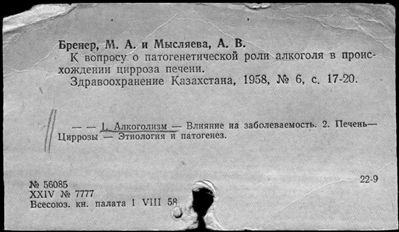 Бренер, М. А. и Мысляева, А. В.
К вопросу о патогенетической роли алкоголя в проис-
хождении цирроза печени.
Здравоохранение Казахстана, 1958, № 6, с. 17-20.
— — 1. Алкоголизм — Влияние на заболеваемость. 2. Печень—
Циррозы — Этиология и патогенез.
22-9
№ 56085
XXIV № 7777
Всесоюз. кн. палата 1 VIII 58